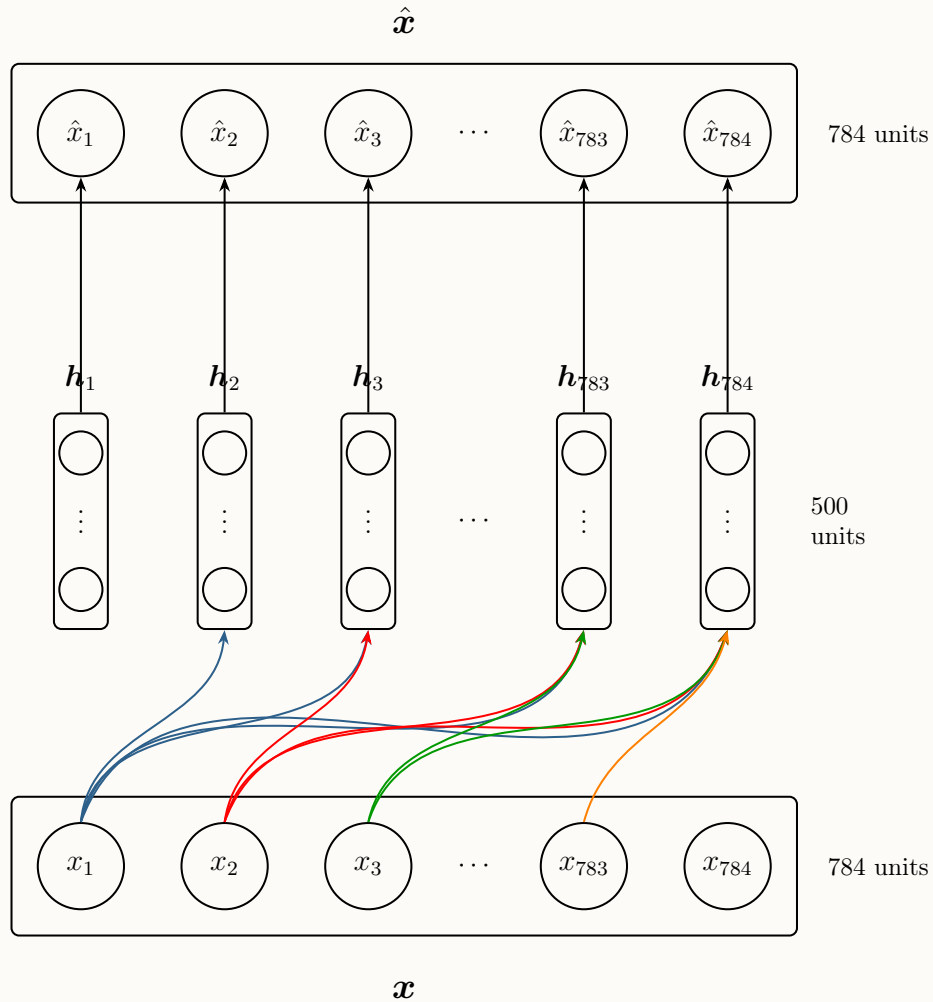 x̂
x̂₁ x̂₂ x̂₃ ⋯ x̂₇₈₃ x̂₇₈₄ 784 units
h₁ h₂ h₃ h₇₈₃ h₇₈₄
⋮ ⋮ ⋮ ⋯ ⋮ ⋮ 500
units
x₁ x₂ x₃ ⋯ x₇₈₃ x₇₈₄ 784 units
x